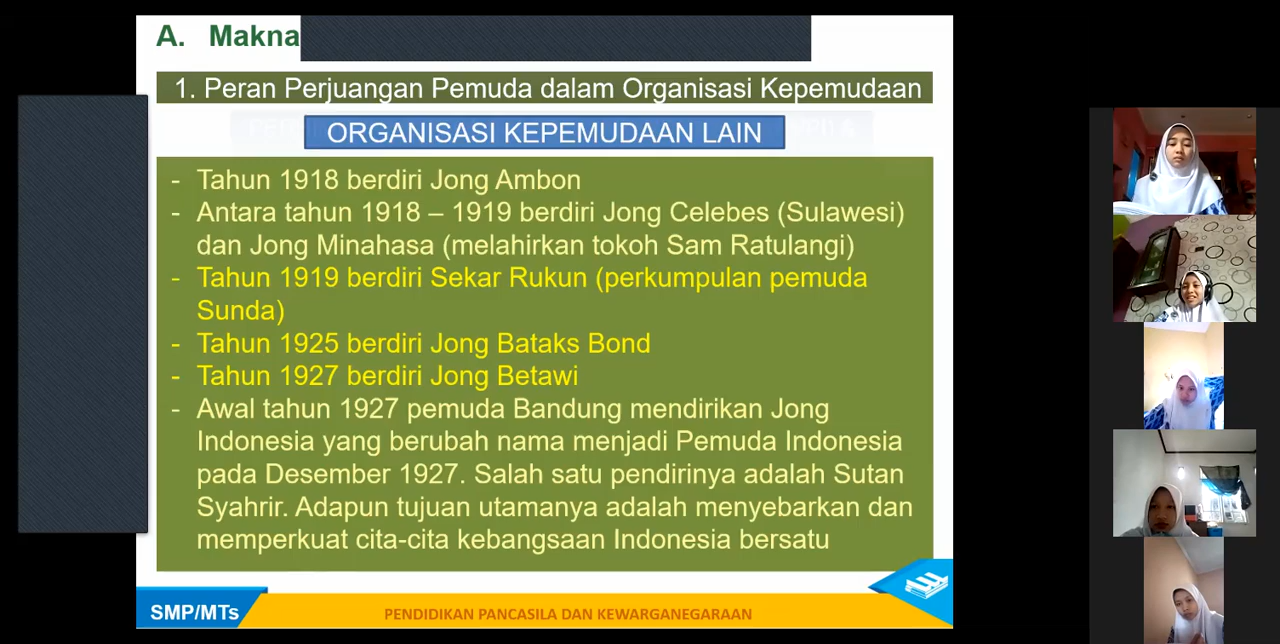 A. Makna
1. Peran Perjuangan Pemuda dalam Organisasi Kepemudaan
ORGANISASI KEPEMUDAAN LAIN
- Tahun 1918 berdiri Jong Ambon
- Antara tahun 1918 – 1919 berdiri Jong Celebes (Sulawesi)
dan Jong Minahasa (melahirkan tokoh Sam Ratulangi)
- Tahun 1919 berdiri Sekar Rukun (perkumpulan pemuda
Sunda)
- Tahun 1925 berdiri Jong Bataks Bond
- Tahun 1927 berdiri Jong Betawi
- Awal tahun 1927 pemuda Bandung mendirikan Jong
Indonesia yang berubah nama menjadi Pemuda Indonesia
pada Desember 1927. Salah satu pendirinya adalah Sutan
Syahrir. Adapun tujuan utamanya adalah menyebarkan dan
memperkuat cita-cita kebangsaan Indonesia bersatu
SMP/MTs
PENDIDIKAN PANCASILA DAN KEWARGANEGARAAN